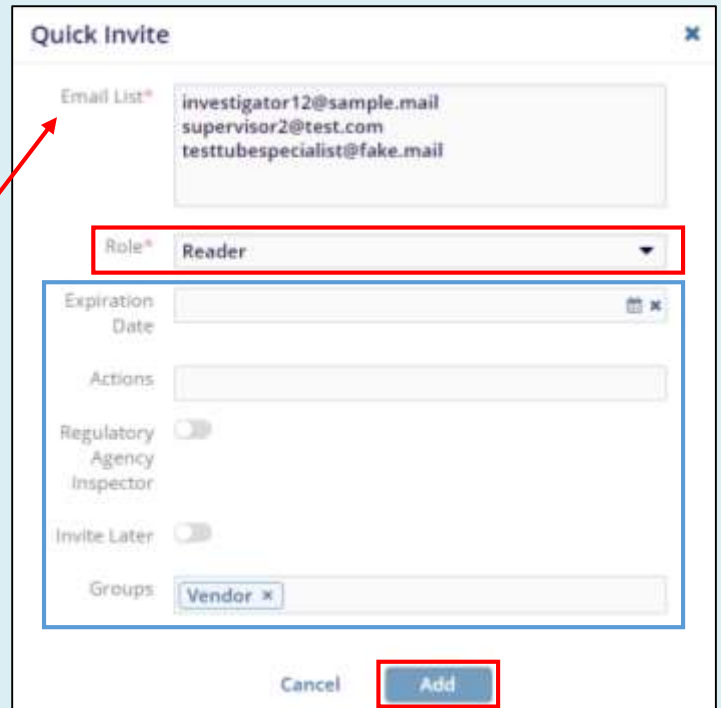 Quick Invite ×
Email List*
investigator12@sample.mail
supervisor2@test.com
testtubespecialist@fake.mail
Role* Reader
Expiration
Date
Actions
Regulatory
Agency
Inspector
Invite Later
Groups Vendor ×
Cancel Add